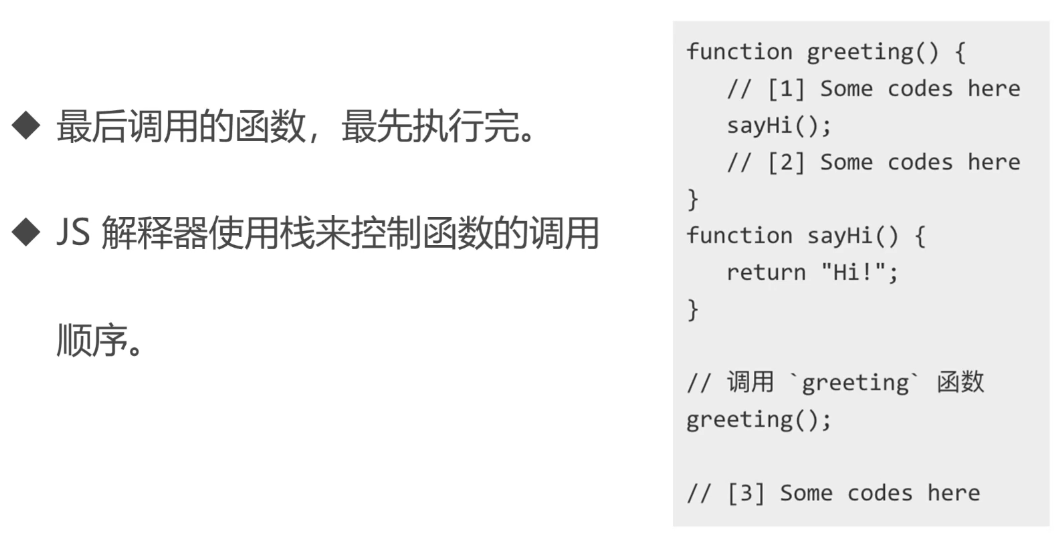 ◆ 最后调用的函数，最先执行完。
◆ JS 解释器使用栈来控制函数的调用
顺序。
function greeting() {
   // [1] Some codes here
   sayHi();
   // [2] Some codes here
}
function sayHi() {
   return "Hi!";
}

// 调用 `greeting` 函数
greeting();

// [3] Some codes here